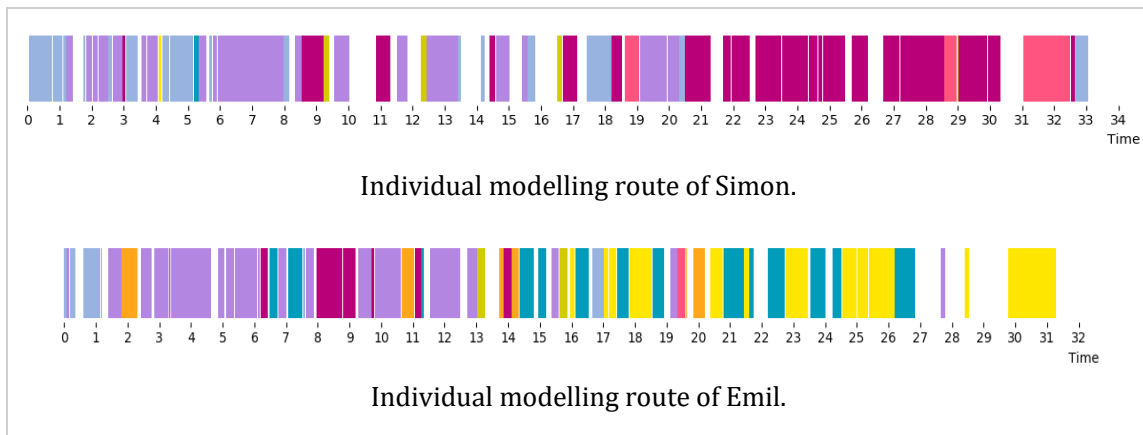 0 1 2 3 4 5 6 7 8 9 10 11 12 13 14 15 16 17 18 19 20 21 22 23 24 25 26 27 28 29 30 31 32 33 34
Time
Individual modelling route of Simon.
0 1 2 3 4 5 6 7 8 9 10 11 12 13 14 15 16 17 18 19 20 21 22 23 24 25 26 27 28 29 30 31 32
Time
Individual modelling route of Emil.